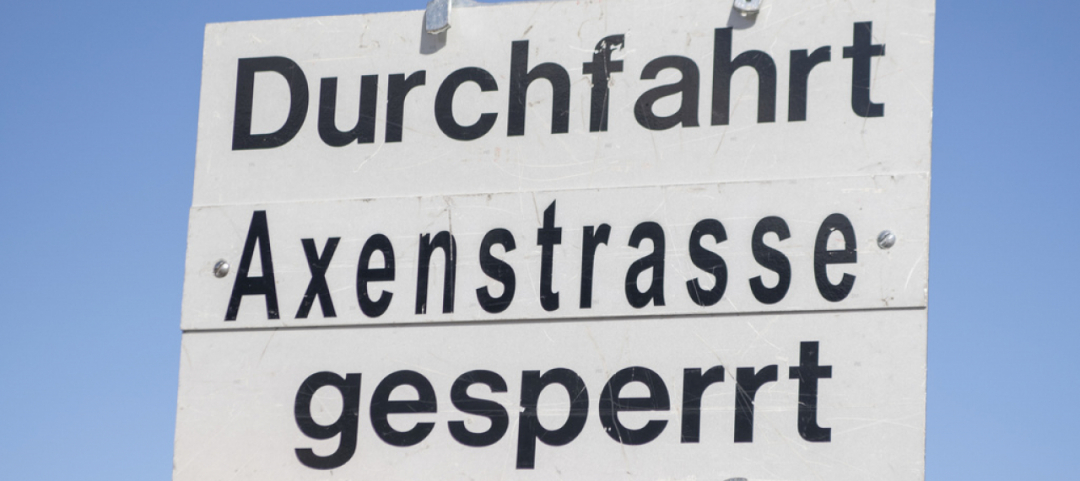 Durchfahrt
Axenstrasse
gesperrt